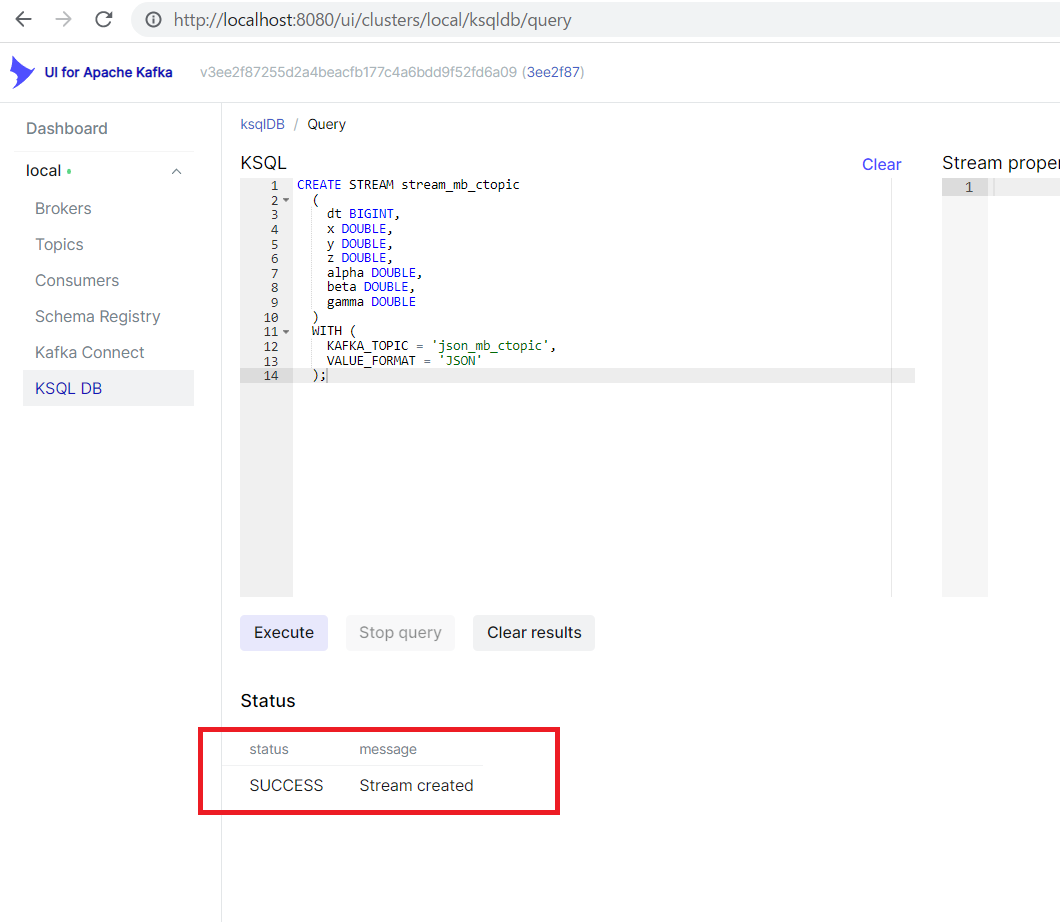 http://localhost:8080/ui/clusters/local/ksqldb/query
UI for Apache Kafka
v3ee2f87255d2a4beacfb177c4a6bdd9f52fd6a09 (3ee2f87)
Dashboard
local
Brokers
Topics
Consumers
Schema Registry
Kafka Connect
KSQL DB
ksqlDB / Query
KSQL
Clear
1 CREATE STREAM stream_mb_ctopic
2 (
3 dt BIGINT,
4 x DOUBLE,
5 y DOUBLE,
6 z DOUBLE,
7 alpha DOUBLE,
8 beta DOUBLE,
9 gamma DOUBLE
10 )
11 WITH (
12 KAFKA_TOPIC = 'json_mb_ctopic',
13 VALUE_FORMAT = 'JSON'
14 );
Stream proper
1
Execute
Stop query
Clear results
Status
status message
SUCCESS Stream created